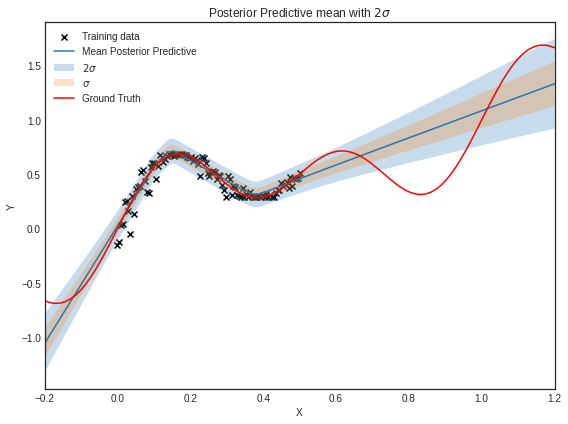 Posterior Predictive mean with 2σ
Training data
Mean Posterior Predictive
2σ
σ
Ground Truth
1.5
1.0
0.5
0.0
−0.5
−1.0
Y
−0.2 0.0 0.2 0.4 0.6 0.8 1.0 1.2
X